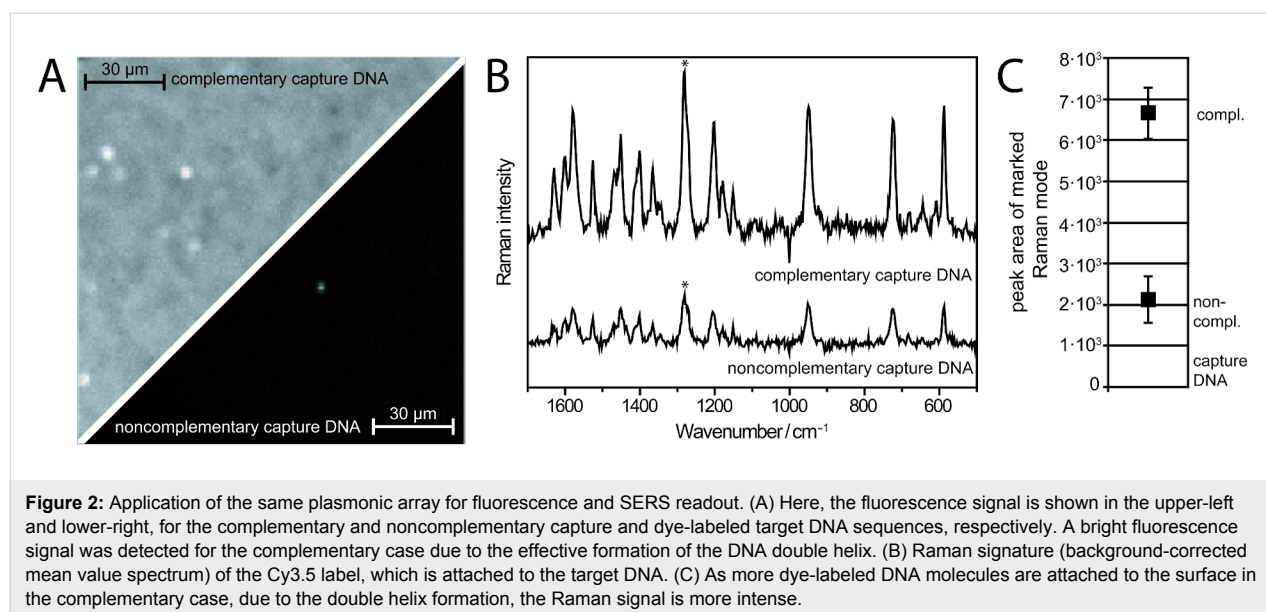 A
30 µm
complementary capture DNA
noncomplementary capture DNA
30 µm
B
Raman intensity
*
complementary capture DNA
*
noncomplementary capture DNA
1600 1400 1200 1000 800 600
Wavenumber / cm⁻¹
C
peak area of marked
Raman mode
8·10³
7·10³
6·10³
5·10³
4·10³
3·10³
2·10³
1·10³
0
compl.
non-
compl.
capture
DNA
Figure 2: Application of the same plasmonic array for fluorescence and SERS readout. (A) Here, the fluorescence signal is shown in the upper-left
and lower-right, for the complementary and noncomplementary capture and dye-labeled target DNA sequences, respectively. A bright fluorescence
signal was detected for the complementary case due to the effective formation of the DNA double helix. (B) Raman signature (background-corrected
mean value spectrum) of the Cy3.5 label, which is attached to the target DNA. (C) As more dye-labeled DNA molecules are attached to the surface in
the complementary case, due to the double helix formation, the Raman signal is more intense.